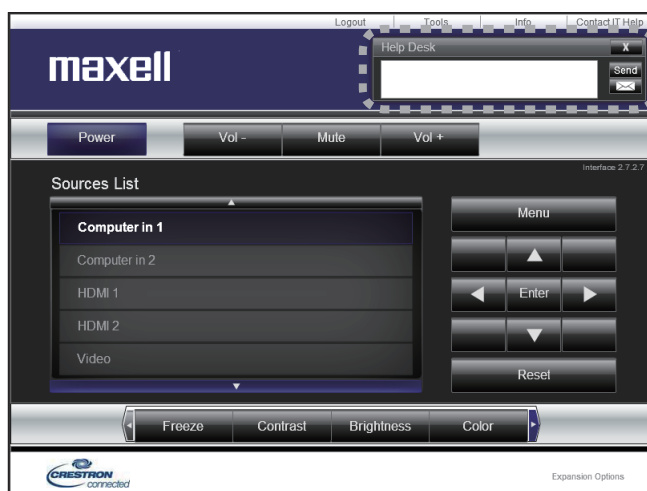 Logout Tools Info Contact IT Help
Help Desk X
maxell
Send
Power Vol - Mute Vol +
Interface 2.7.2.7
Sources List
Menu
Computer in 1
Computer in 2
HDMI 1
Enter
HDMI 2
Video
Reset
Freeze Contrast Brightness Color
CRESTRON
connected
Expansion Options